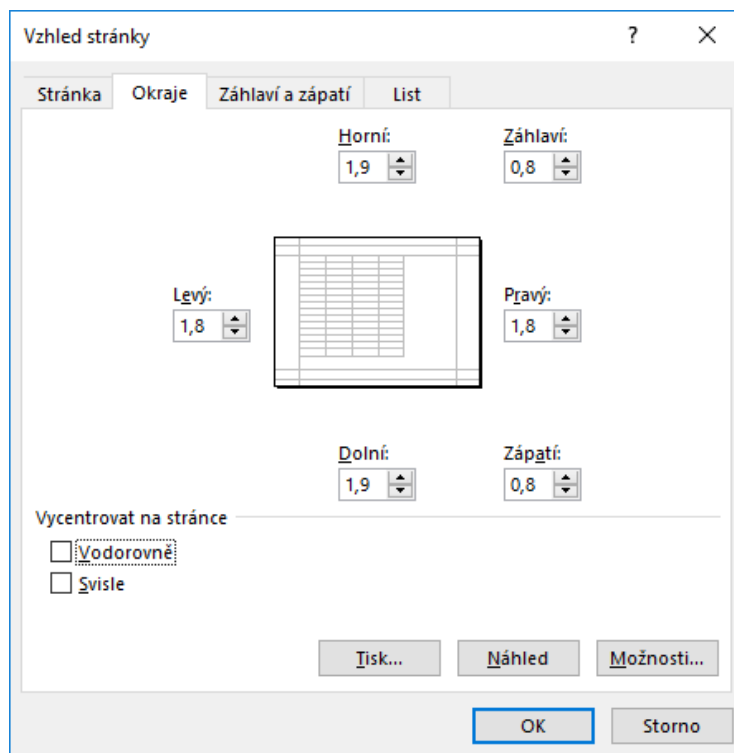 Vzhled stránky ?
Stránka Okraje Záhlaví a zápatí List
Horní: Záhlaví:
1,9 0,8
Levý: Pravý:
1,8 1,8
Dolní: Zápatí:
1,9 0,8
Vycentrovat na stránce
Vodorovně
Svisle
Tisk... Náhled Možnosti...
OK Storno